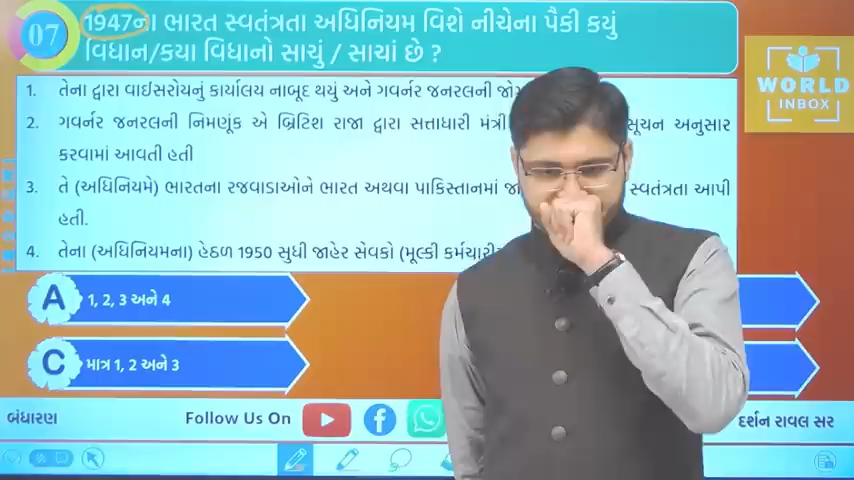 07
1947ના ભારત સ્વતંત્રતા અધિનિયમ વિશે નીચેના પૈકી કયું
વિધાન/કયા વિધાનો સાચું / સાચાં છે ?
WORLD
INBOX
1. તેના દ્વારા વાઈસરોયનું કાર્યાલય નાબૂદ થયું અને ગવર્નર જનરલની
2. ગવર્નર જનરલની નિમણૂંક એ બ્રિટિશ રાજા દ્વારા સત્તાધારી સૂચન અનુસાર
કરવામાં આવતી હતી
3. તે (અધિનિયમે) ભારતના રજવાડાઓને ભારત અથવા પાકિસ્તાનમાં સ્વતંત્રતા આપી
હતી.
4. તેના (અધિનિયમના) હેઠળ 1950 સુધી જાહેર સેવકો (મૂલ્કી
A 1, 2, 3 અને 4
C માત્ર 1, 2 અને 3
બંધારણ Follow Us On દર્શન રાવલ સર